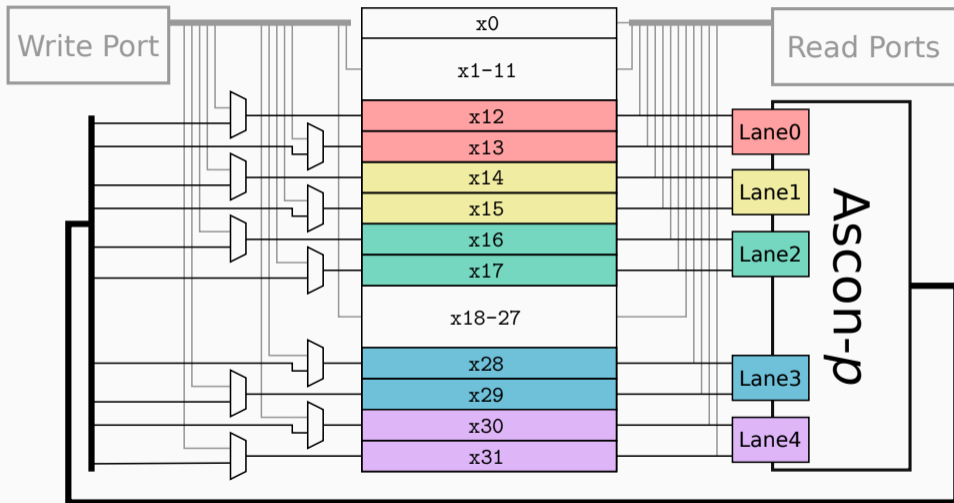 Write Port
x0
Read Ports
x1-11
x12
Lane0
x13
x14
Lane1
x15
x16
Lane2
x17
x18-27
Ascon-p
x28
Lane3
x29
x30
Lane4
x31